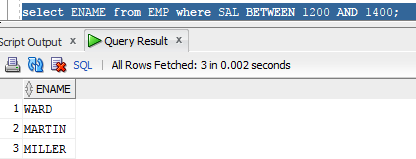 select ENAME from EMP where SAL BETWEEN 1200 AND 1400;
Script Output x Query Result x
SQL | All Rows Fetched: 3 in 0.002 seconds
ENAME
1 WARD
2 MARTIN
3 MILLER